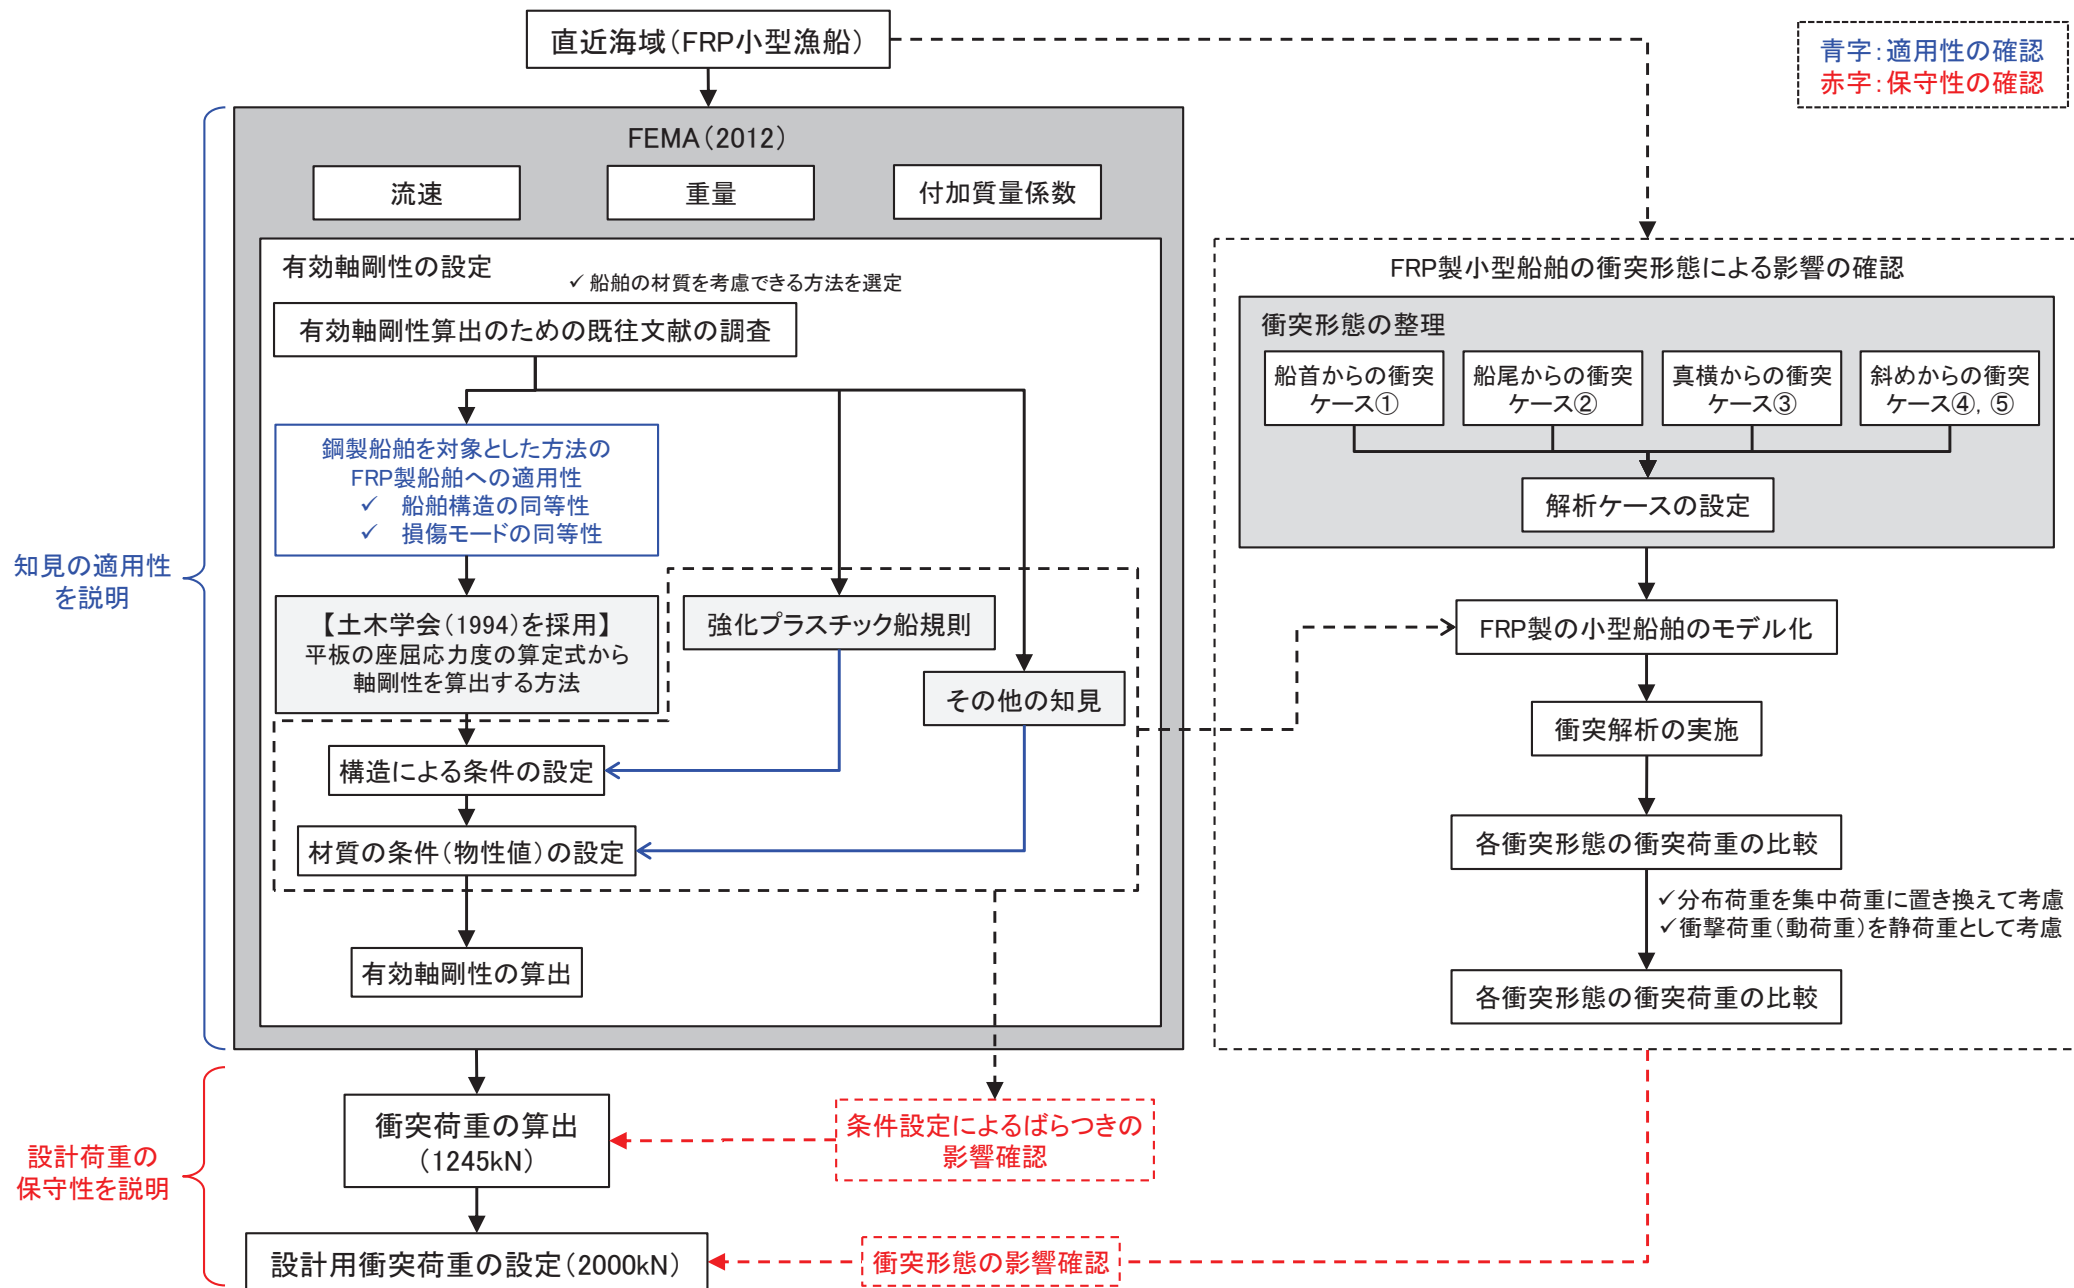 直近海域(FRP小型漁船)
青字:適用性の確認
赤字:保守性の確認
FEMA(2012)
流速
重量
付加質量係数
有効軸剛性の設定
✓ 船舶の材質を考慮できる方法を選定
有効軸剛性算出のための既往文献の調査
鋼製船舶を対象とした方法の
FRP製船舶への適用性
✓ 船舶構造の同等性
✓ 損傷モードの同等性
【土木学会(1994)を採用】
平板の座屈応力度の算定式から
軸剛性を算出する方法
強化プラスチック船規則
その他の知見
構造による条件の設定
材質の条件(物性値)の設定
有効軸剛性の算出
知見の適用性
を説明
FRP製小型船舶の衝突形態による影響の確認
衝突形態の整理
船首からの衝突
ケース①
船尾からの衝突
ケース②
真横からの衝突
ケース③
斜めからの衝突
ケース④, ⑤
解析ケースの設定
FRP製の小型船舶のモデル化
衝突解析の実施
各衝突形態の衝突荷重の比較
✓分布荷重を集中荷重に置き換えて考慮
✓衝撃荷重(動荷重)を静荷重として考慮
各衝突形態の衝突荷重の比較
設計荷重の
保守性を説明
衝突荷重の算出
(1245kN)
条件設定によるばらつきの
影響確認
設計用衝突荷重の設定(2000kN)
衝突形態の影響確認